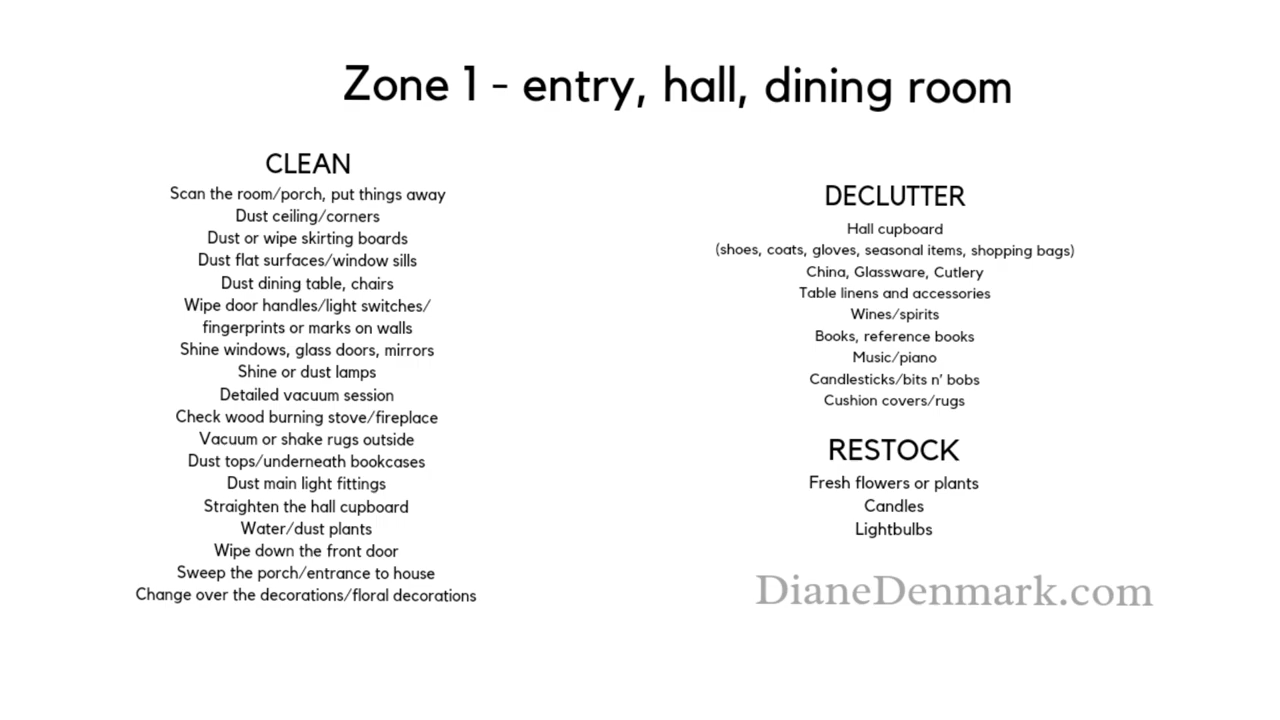 Zone 1 - entry, hall, dining room
CLEAN
Scan the room/porch, put things away
Dust ceiling/corners
Dust or wipe skirting boards
Dust flat surfaces/window sills
Dust dining table, chairs
Wipe door handles/light switches/
fingerprints or marks on walls
Shine windows, glass doors, mirrors
Shine or dust lamps
Detailed vacuum session
Check wood burning stove/fireplace
Vacuum or shake rugs outside
Dust tops/underneath bookcases
Dust main light fittings
Straighten the hall cupboard
Water/dust plants
Wipe down the front door
Sweep the porch/entrance to house
Change over the decorations/floral decorations
DECLUTTER
Hall cupboard
(shoes, coats, gloves, seasonal items, shopping bags)
China, Glassware, Cutlery
Table linens and accessories
Wines/spirits
Books, reference books
Music/piano
Candlesticks/bits n' bobs
Cushion covers/rugs
RESTOCK
Fresh flowers or plants
Candles
Lightbulbs
DianeDenmark.com